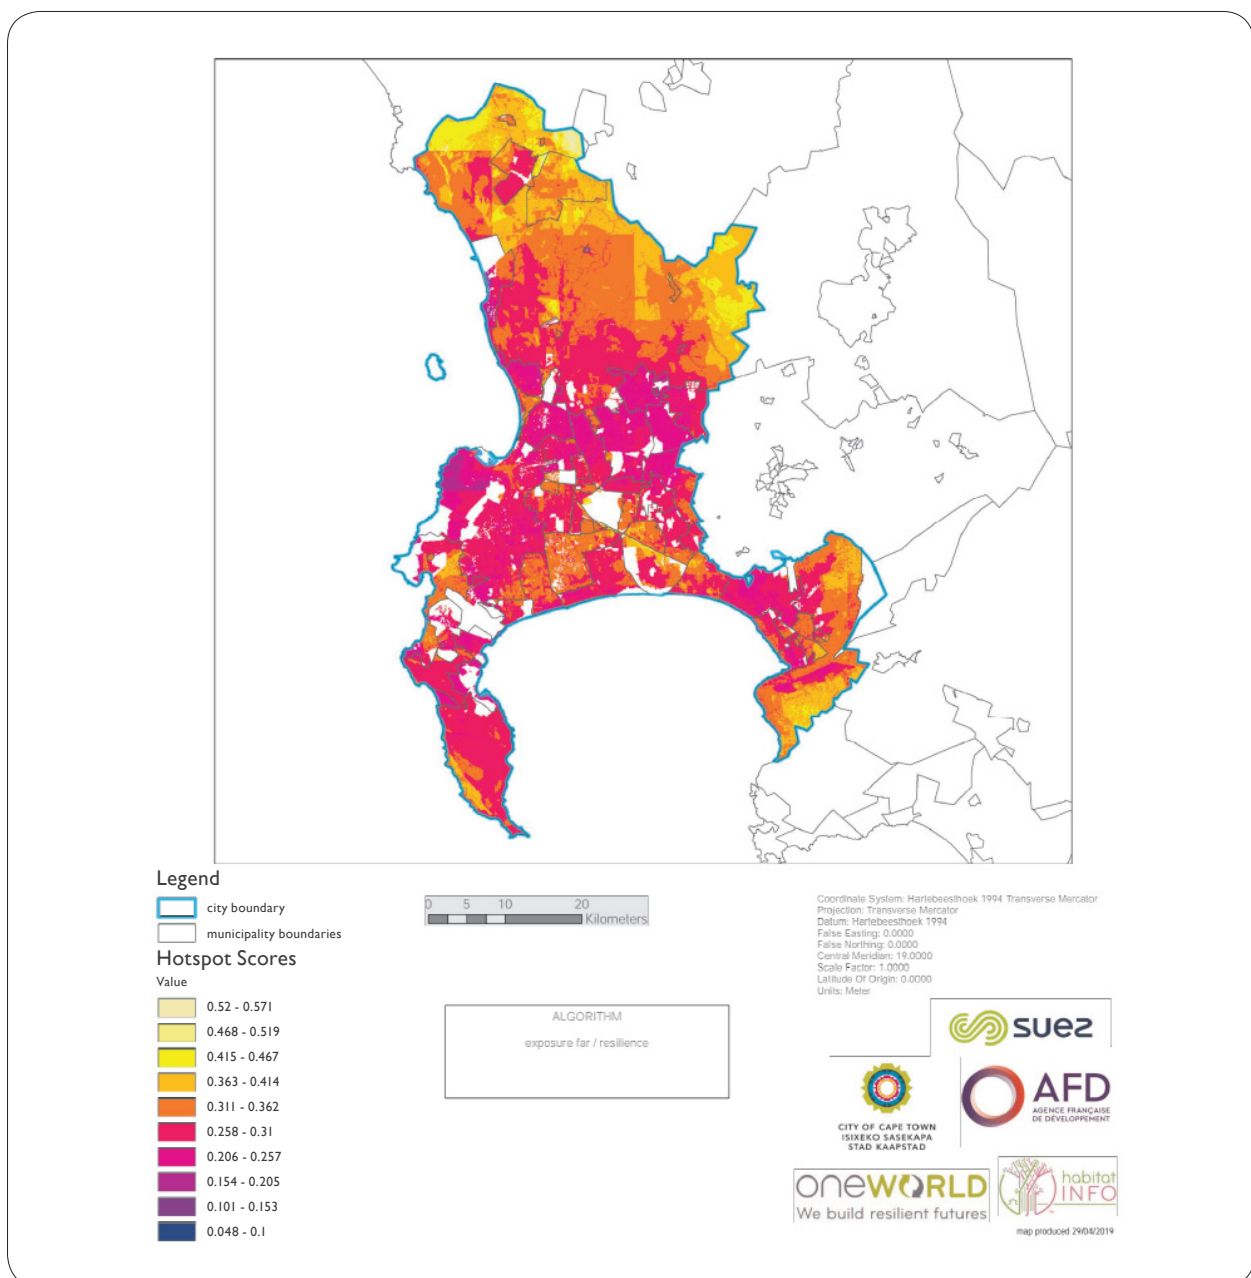 Legend
city boundary
municipality boundaries
Hotspot Scores
Value
0.52 - 0.571
0.468 - 0.519
0.415 - 0.467
0.363 - 0.414
0.311 - 0.362
0.258 - 0.31
0.206 - 0.257
0.154 - 0.205
0.101 - 0.153
0.048 - 0.1
0 5 10 20
Kilometers
ALGORITHM
exposure far / resilience
Coordinate System: Hartebeesthoek 1994 Transverse Mercator
Projection: Transverse Mercator
Datum: Hartebeesthoek 1994
False Easting: 0.0000
False Northing: 0.0000
Central Meridian: 19.0000
Scale Factor: 1.0000
Latitude Of Origin: 0.0000
Units: Meter
suez
CITY OF CAPE TOWN
ISIXEKO SASEKAPA
STAD KAAPSTAD
AFD
AGENCE FRANÇAISE
DE DÉVELOPPEMENT
oneWORLD
We build resilient futures
habitat
INFO
map produced 29/04/2019